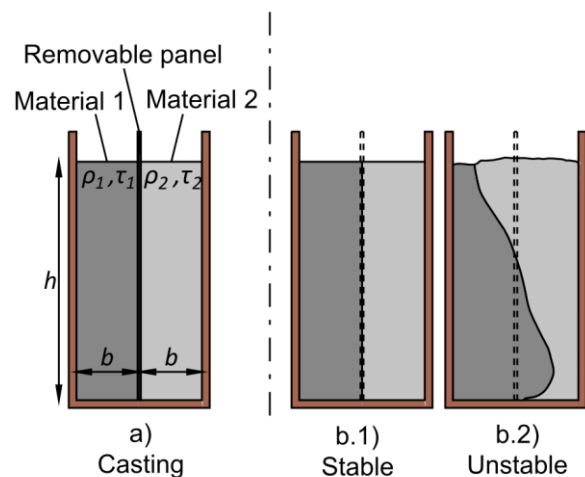 Removable panel
Material 1
Material 2
ρ₁,τ₁
ρ₂,τ₂
h
b
b
a)
Casting
b.1)
Stable
b.2)
Unstable